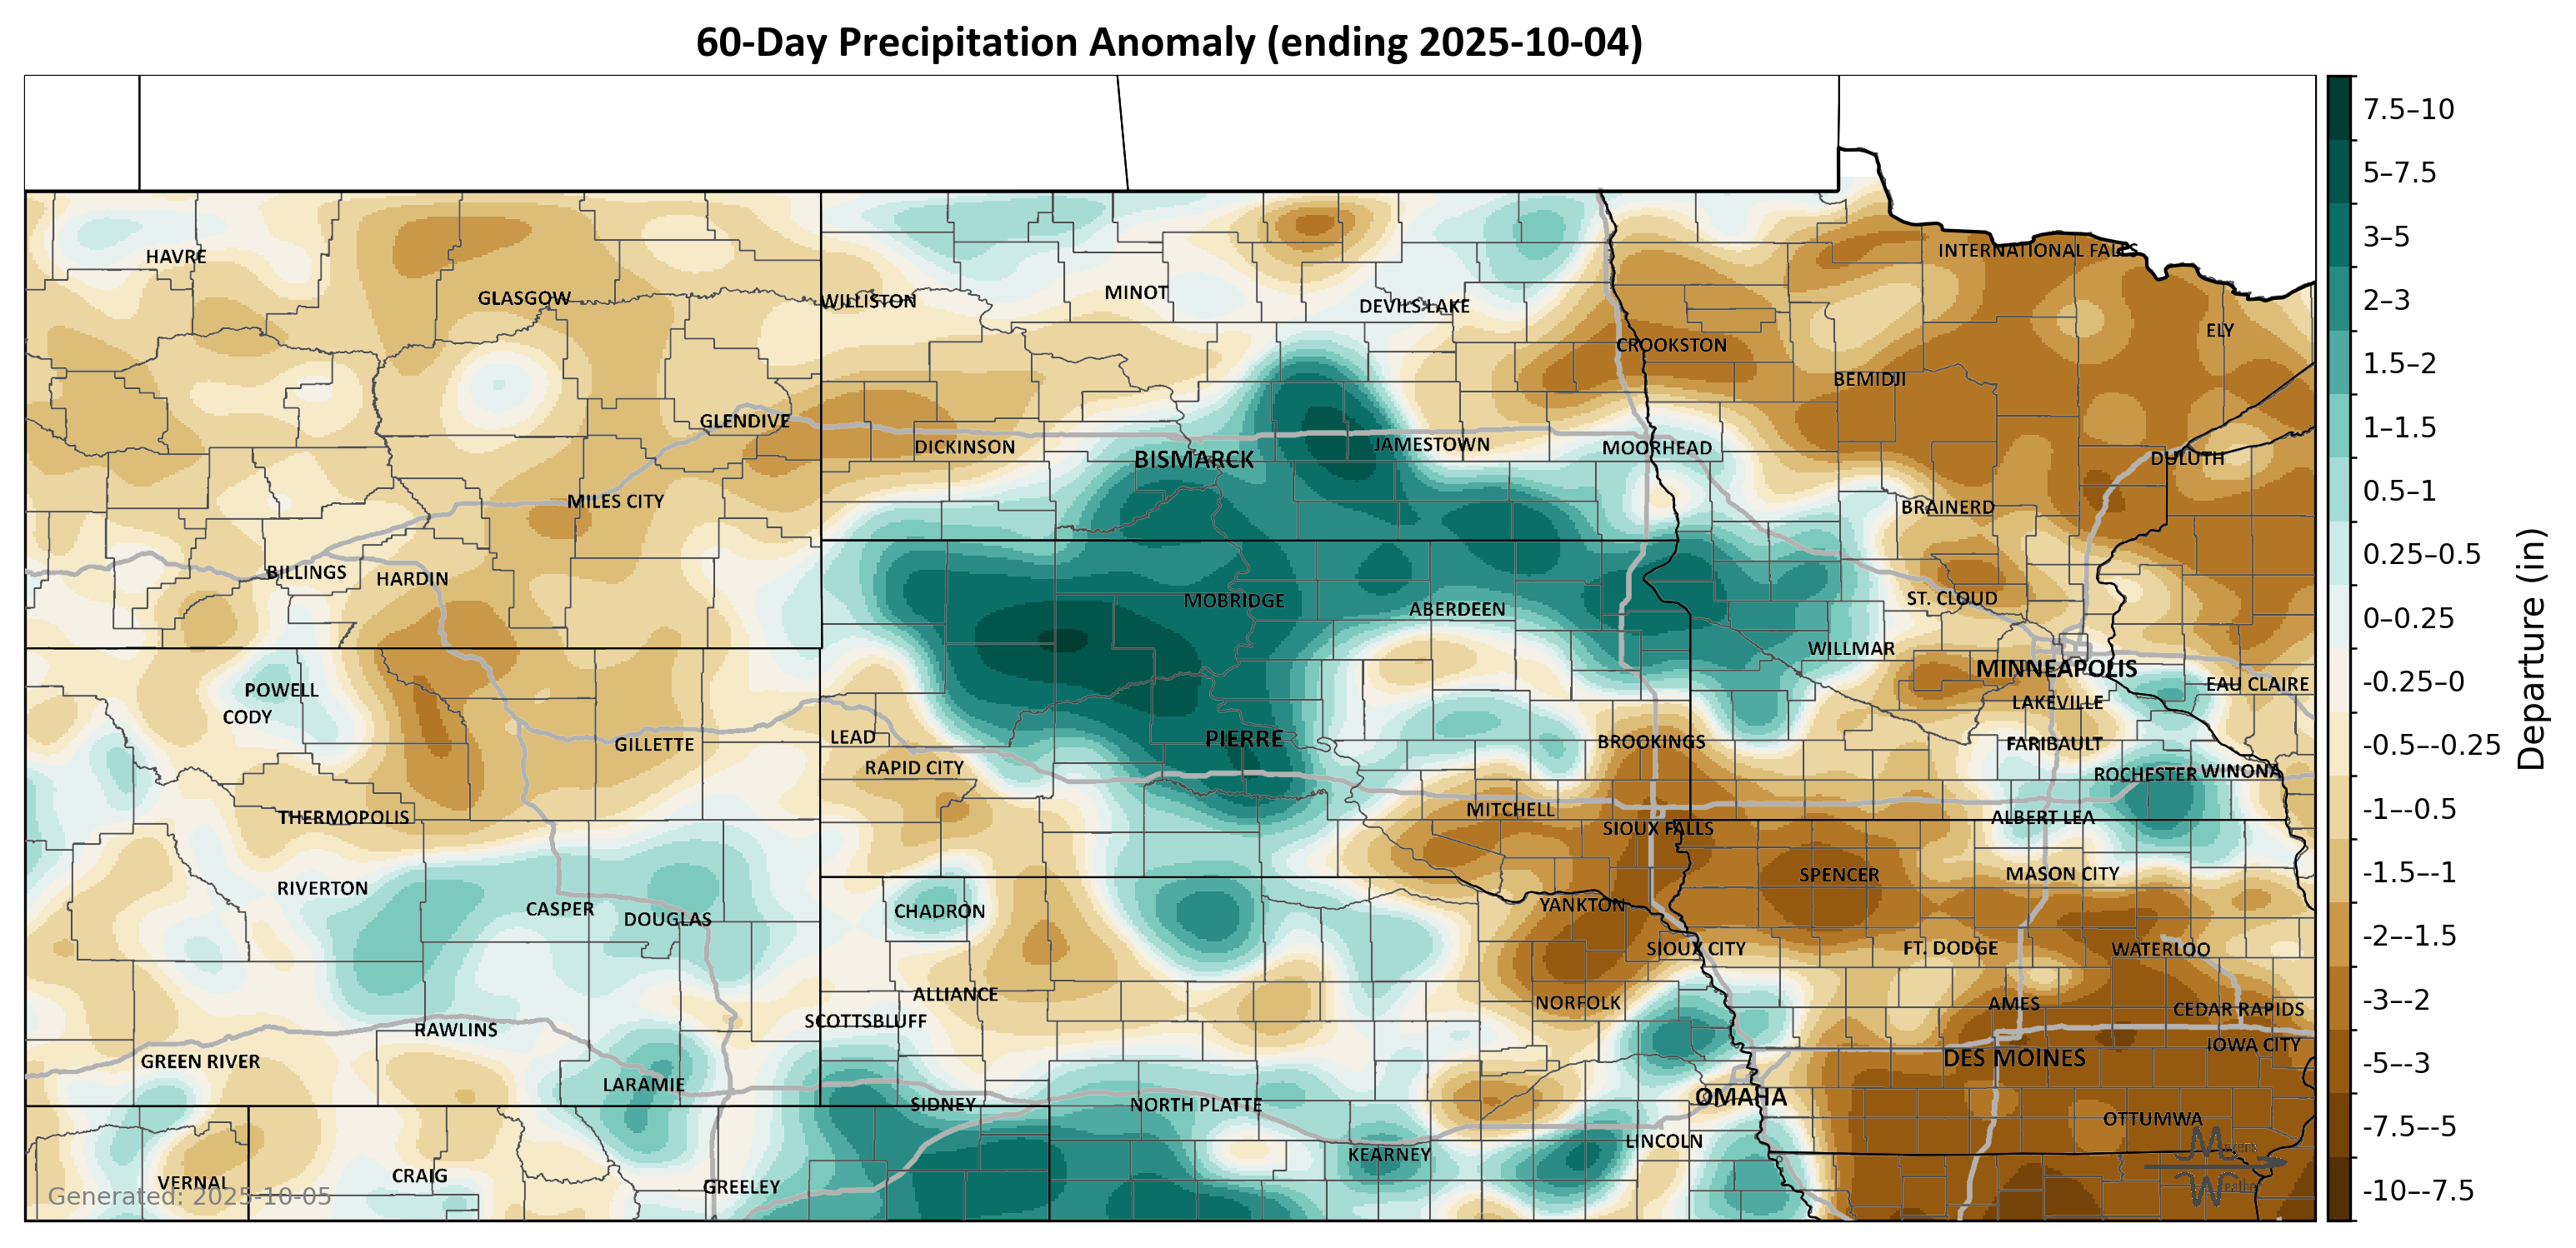 60-Day Precipitation Anomaly (ending 2025-10-04)
HAVRE
INTERNATIONAL FALLS
GLASGOW
WILLISTON
MINOT
DEVILS LAKE
ELY
CROOKSTON
BEMIDJI
GLENDIVE
DICKINSON
BISMARCK
JAMESTOWN
MOORHEAD
DULUTH
MILES CITY
BRAINERD
BILLINGS
HARDIN
MOBRIDGE
ABERDEEN
ST. CLOUD
WILLMAR
MINNEAPOLIS
POWELL
EAU CLAIRE
CODY
LAKEVILLE
GILLETTE
LEAD
PIERRE
BROOKINGS
FARIBAULT
RAPID CITY
ROCHESTER
WINONA
THERMOPOLIS
MITCHELL
ALBERT LEA
SIOUX FALLS
RIVERTON
SPENCER
MASON CITY
CASPER
DOUGLAS
CHADRON
YANKTON
SIOUX CITY
FT. DODGE
WATERLOO
ALLIANCE
NORFOLK
AMES
CEDAR RAPIDS
RAWLINS
SCOTTSBLUFF
GREEN RIVER
DES MOINES
IOWA CITY
LARAMIE
SIDNEY
NORTH PLATTE
OMAHA
OTTUMWA
LINCOLN
KEARNEY
VERNAL
CRAIG
GREELEY
Generated: 2025-10-05
7.5–10
5–7.5
3–5
2–3
1.5–2
1–1.5
0.5–1
0.25–0.5
0–0.25
-0.25–0
-0.5–-0.25
-1–-0.5
-1.5–-1
-2–-1.5
-3–-2
-5–-3
-7.5–-5
-10–-7.5
Departure (in)